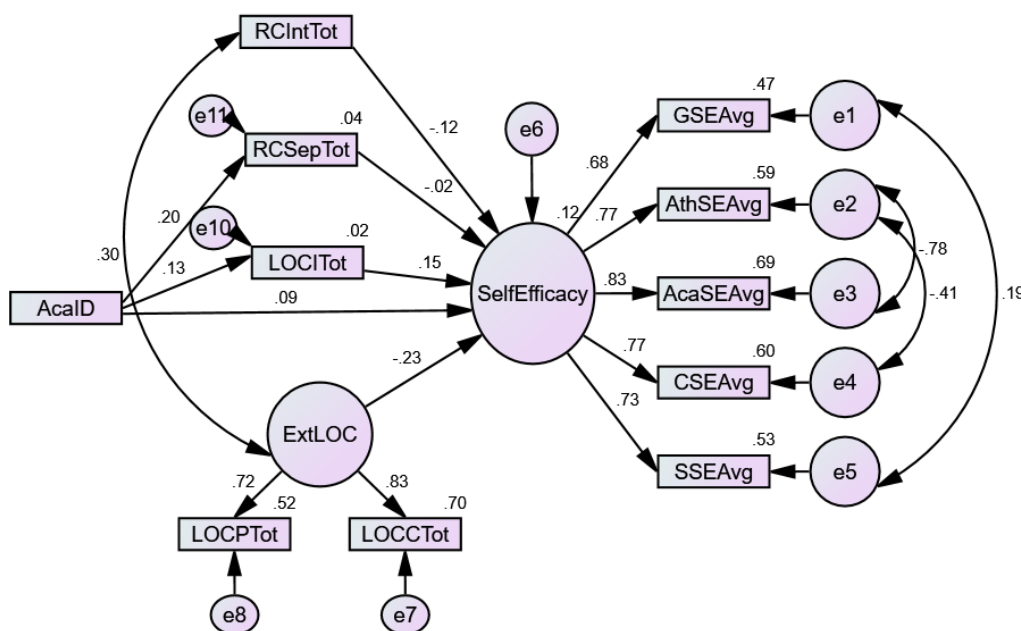 RCIntTot
e11
.04
RCSepTot
-.12
-.02
.20
e10
.02
LOCITot
.15
.30
.13
AcaID
.09
-.23
ExtLOC
.72
.83
.52
.70
LOCPTot
LOCCTot
e8
e7
e6
.12
SelfEfficacy
.68
.77
.83
.77
.73
.47
GSEAvg
e1
.59
AthSEAvg
e2
.69
AcaSEAvg
e3
.60
CSEAvg
e4
.53
SSEAvg
e5
-.78
-.41
.19